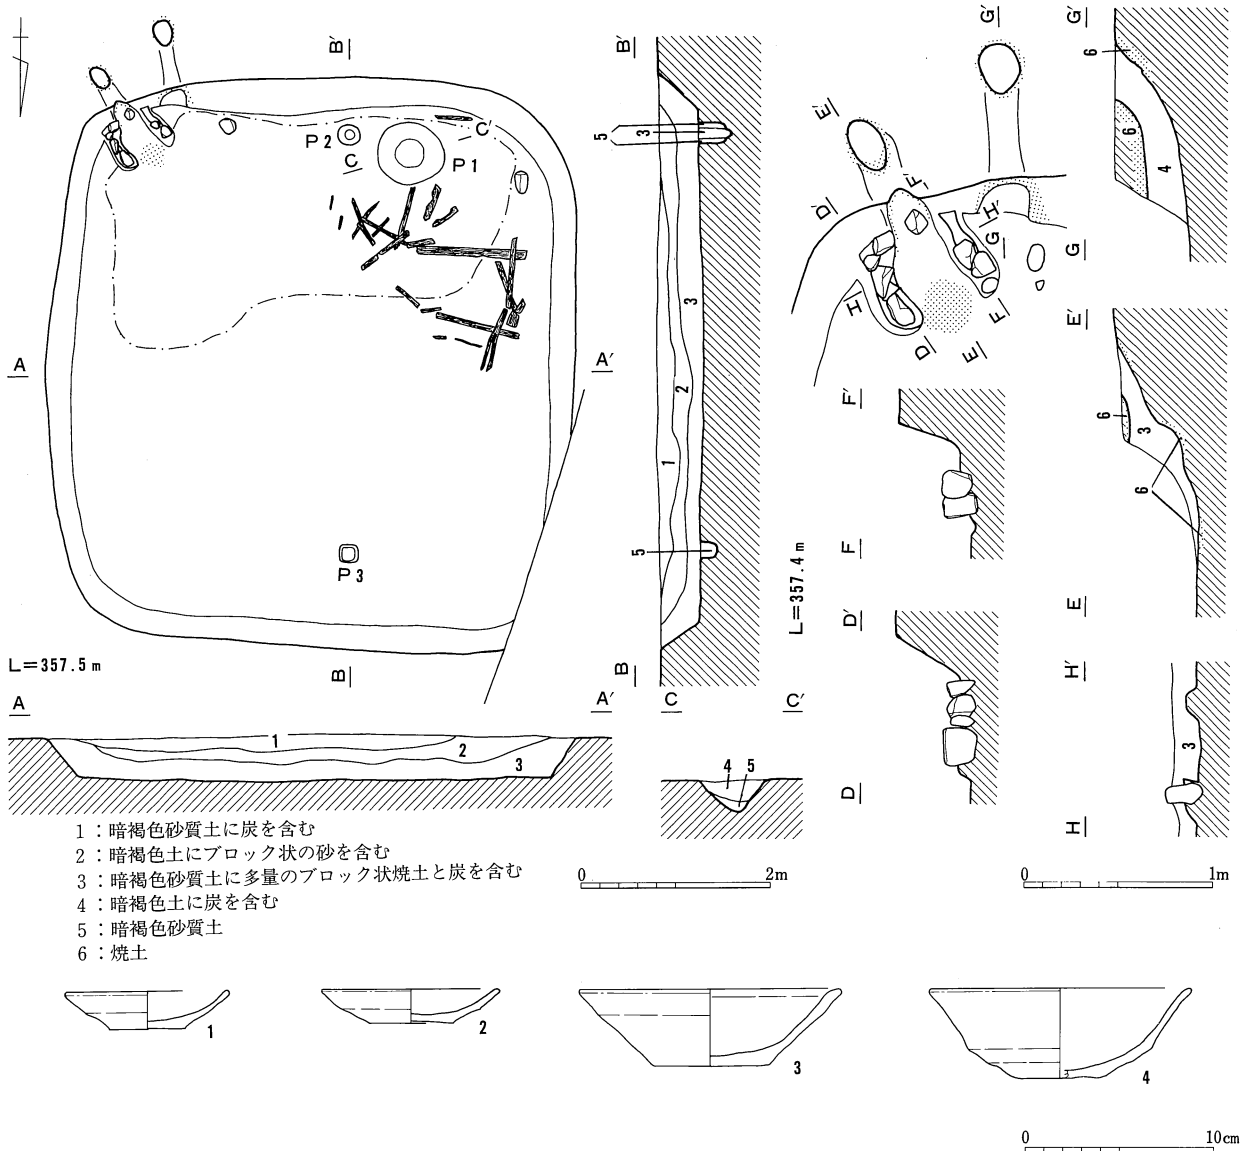 B'
P2
C
C'
P1
A
A'
P3
B
L=357.5m
A
A'
1
2
3
B'
5
3
3
2
1
5
B
C
C'
4
5
G'
E'
D'
F'
H'
G
H
F
D
E
L=357.4m
G'
6
6
4
G
E'
6
3
6
E
F'
F
D'
D
H'
3
H
1:暗褐色砂質土に炭を含む
2:暗褐色土にブロック状の砂を含む
3:暗褐色砂質土に多量のブロック状焼土と炭を含む
4:暗褐色土に炭を含む
5:暗褐色砂質土
6:焼土
0 2m
0 1m
1
2
3
4
0 10cm